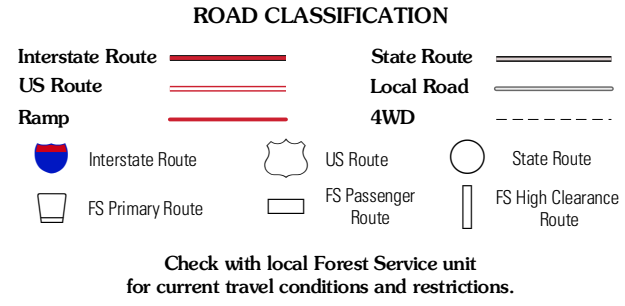 ROAD CLASSIFICATION
Interstate Route
State Route
US Route
Local Road
Ramp
4WD
Interstate Route
US Route
State Route
FS Primary Route
FS Passenger
Route
FS High Clearance
Route
Check with local Forest Service unit
for current travel conditions and restrictions.